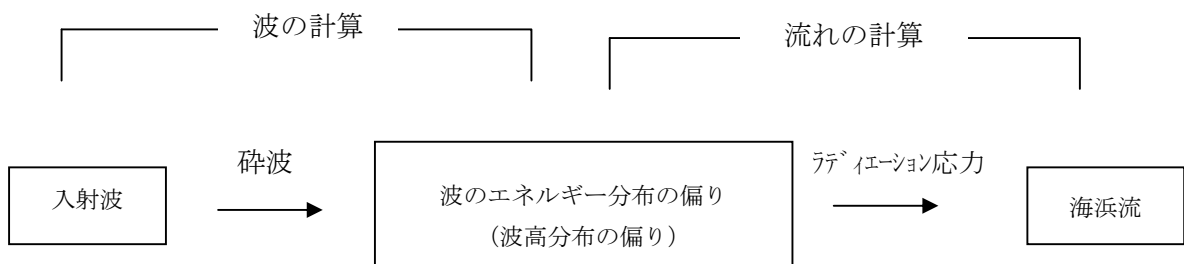 波の計算
流れの計算
砕波
ﾗﾃﾞｨｴｰｼｮﾝ応力
入射波
波のエネルギー分布の偏り
(波高分布の偏り)
海浜流